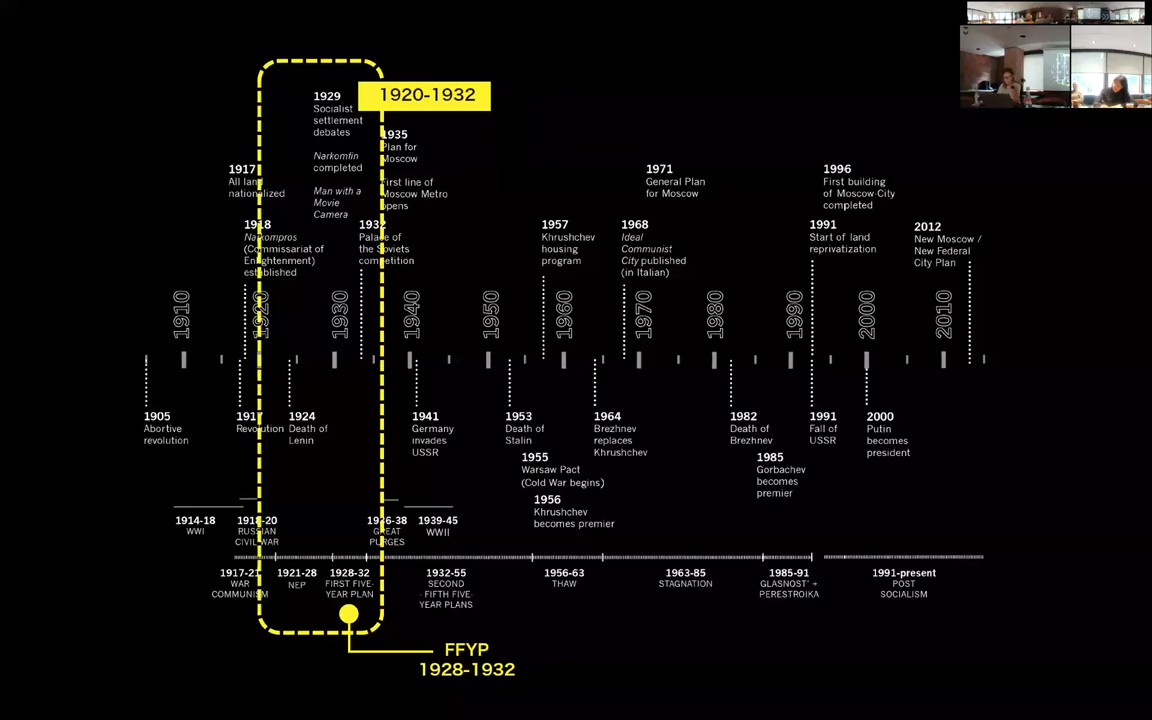 1920-1932
1929
Socialist
settlement
debates
Narkomfin
completed
Man with a
Movie
Camera
1935
Plan for
Moscow
First line of
Moscow Metro
opens
1917
All land
nationalized
1971
General Plan
for Moscow
1996
First building
of Moscow-City
completed
1918
Narkompros
(Commissariat of
Enlightenment)
established
1932
Palace of
the Soviets
competition
1957
Khrushchev
housing
program
1968
Ideal
Communist
City published
(in Italian)
1991
Start of land
reprivatization
2012
New Moscow /
New Federal
City Plan
1910
1920
1930
1940
1950
1960
1970
1980
1990
2000
2010
1905
Abortive
revolution
1917
Revolution
1924
Death of
Lenin
1941
Germany
invades
USSR
1953
Death of
Stalin
1955
Warsaw Pact
(Cold War begins)
1956
Khrushchev
becomes premier
1964
Brezhnev
replaces
Khrushchev
1982
Death of
Brezhnev
1985
Gorbachev
becomes
premier
1991
Fall of
USSR
2000
Putin
becomes
president
1914-18
WWI
1918-20
RUSSIAN
CIVIL WAR
1936-38
GREAT
PURGES
1939-45
WWII
1917-21
WAR
COMMUNISM
1921-28
NEP
1928-32
FIRST FIVE-
YEAR PLAN
1932-55
SECOND
- FIFTH FIVE-
YEAR PLANS
1956-63
THAW
1963-85
STAGNATION
1985-91
GLASNOST' +
PERESTROIKA
1991-present
POST
SOCIALISM
FFYP
1928-1932